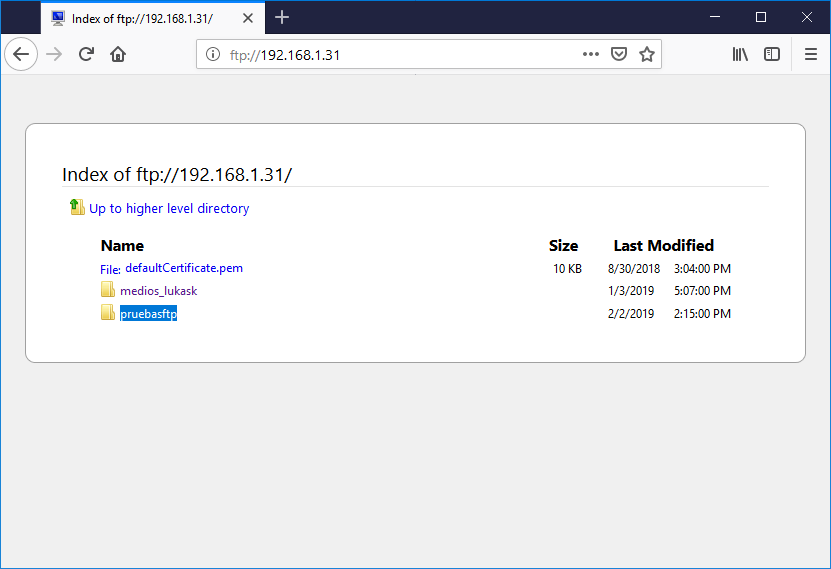 Index of ftp://192.168.1.31/
ftp://192.168.1.31
Index of ftp://192.168.1.31/
Up to higher level directory
Name Size Last Modified
File: defaultCertificate.pem 10 KB 8/30/2018 3:04:00 PM
medios_lukask 1/3/2019 5:07:00 PM
pruebasftp 2/2/2019 2:15:00 PM